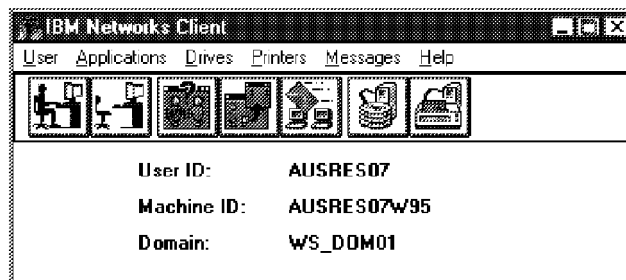 IBM Networks Client
User Applications Drives Printers Messages Help
User ID: AUSRES07
Machine ID: AUSRES07W95
Domain: WS_DOM01